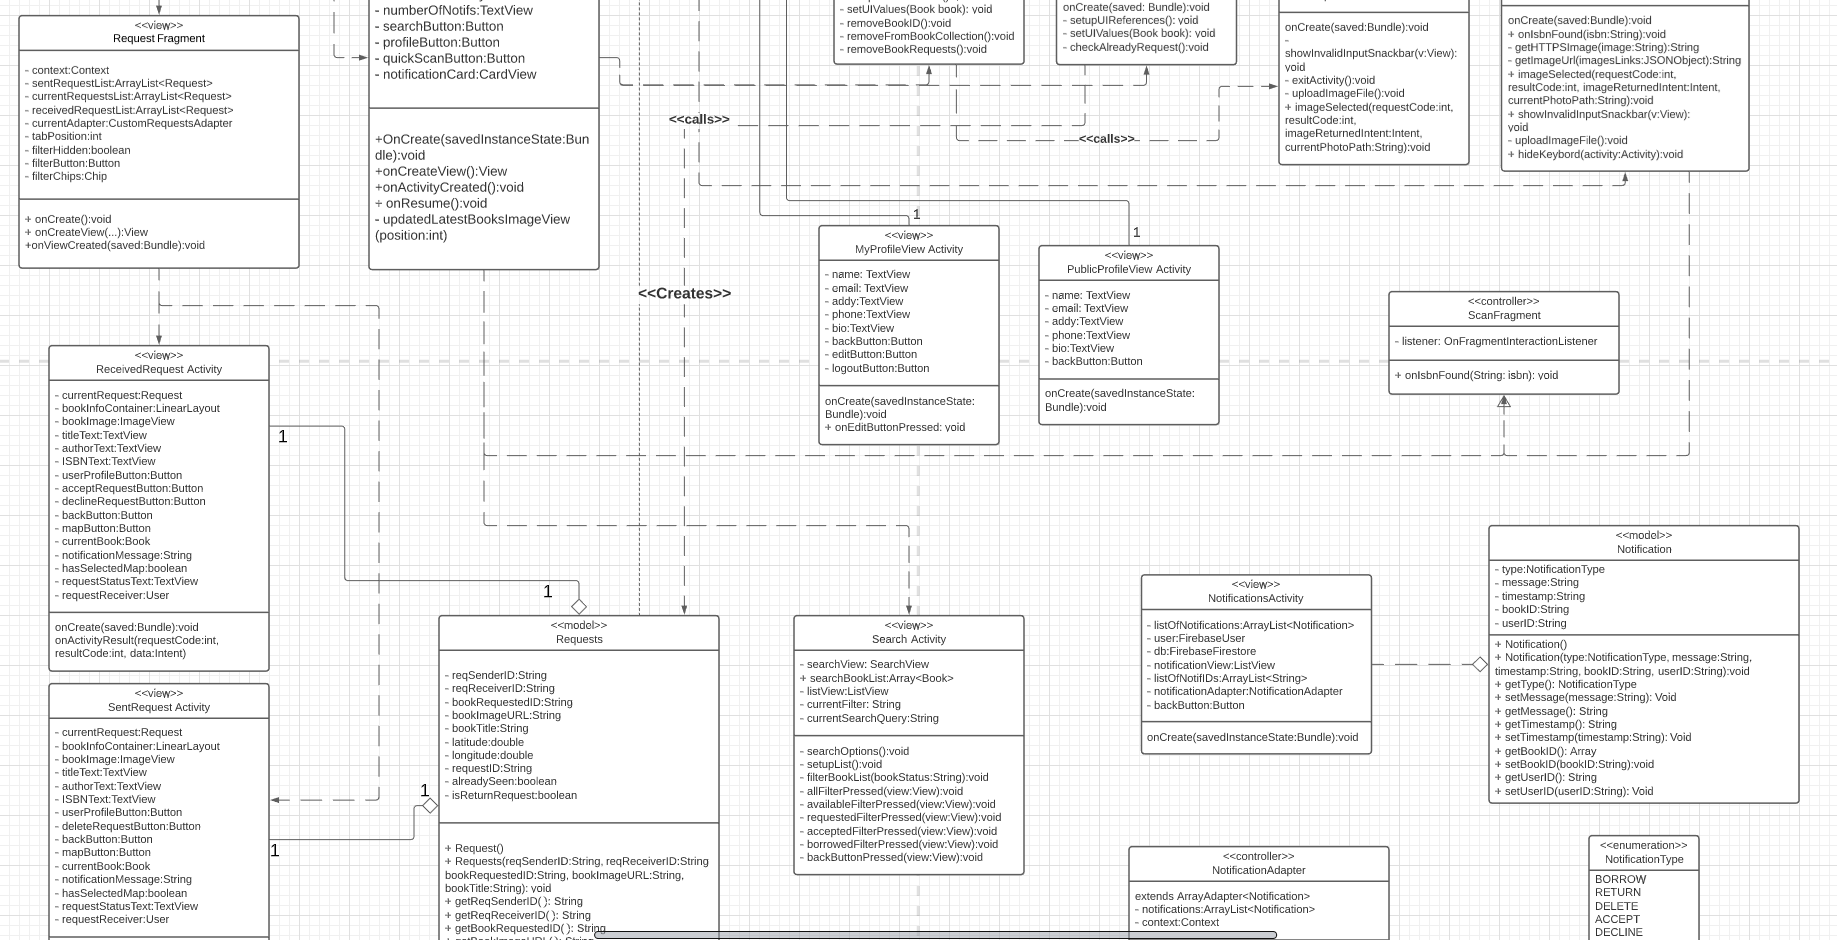 <<view>>
Request Fragment
- context:Context
- sentRequestList:ArrayList<Request>
- currentRequestsList:ArrayList<Request>
- receivedRequestList:ArrayList<Request>
- currentAdapter:CustomRequestsAdapter
- tabPosition:int
- filterHidden:boolean
- filterButton:Button
- filterChips:Chip
+ onCreate():void
+ onCreateView(...):View
+onViewCreated(saved:Bundle):void
- numberOfNotifs:TextView
- searchButton:Button
- profileButton:Button
- quickScanButton:Button
- notificationCard:CardView
+OnCreate(savedInstanceState:Bun
dle):void
+onCreateView():View
+onActivityCreated():void
+ onResume():void
- updatedLatestBooksImageView
(position:int)
- setUIValues(Book book): void
- removeBookID():void
- removeFromBookCollection():void
- removeBookRequests():void
onCreate(saved: Bundle):void
- setupUIReferences(): void
- setUIValues(Book book): void
- checkAlreadyRequest():void
onCreate(saved:Bundle):void
-
showInvalidInputSnackbar(v:View):
void
- exitActivity():void
- uploadImageFile():void
+ imageSelected(requestCode:int,
resultCode:int,
imageReturnedIntent:Intent,
currentPhotoPath:String):void
onCreate(saved:Bundle):void
+ onIsbnFound(isbn:String):void
- getHTTPSImage(image:String):String
- getImageUrl(imagesLinks:JSONObject):String
+ imageSelected(requestCode:int,
resultCode:int, imageReturnedIntent:Intent,
currentPhotoPath:String):void
+ showInvalidInputSnackbar(v:View):
void
- uploadImageFile():void
+ hideKeybord(activity:Activity):void
<<calls>>
<<calls>>
1
1
<<Creates>>
<<view>>
MyProfileView Activity
- name: TextView
- email: TextView
- addy:TextView
- phone:TextView
- bio:TextView
- backButton:Button
- editButton:Button
- logoutButton:Button
onCreate(savedInstanceState:
Bundle):void
+ onEditButtonPressed: void
<<view>>
PublicProfileView Activity
- name: TextView
- email: TextView
- addy:TextView
- phone:TextView
- bio:TextView
- backButton:Button
onCreate(savedInstanceState:
Bundle):void
<<controller>>
ScanFragment
- listener: OnFragmentInteractionListener
+ onIsbnFound(String: isbn): void
<<view>>
ReceivedRequest Activity
- currentRequest:Request
- bookInfoContainer:LinearLayout
- bookImage:ImageView
- titleText:TextView
- authorText:TextView
- ISBNText:TextView
- userProfileButton:Button
- acceptRequestButton:Button
- declineRequestButton:Button
- backButton:Button
- mapButton:Button
- currentBook:Book
- notificationMessage:String
- hasSelectedMap:boolean
- requestStatusText:TextView
- requestReceiver:User
onCreate(saved:Bundle):void
onActivityResult(requestCode:int,
resultCode:int, data:Intent)
1
1
<<view>>
SentRequest Activity
- currentRequest:Request
- bookInfoContainer:LinearLayout
- bookImage:ImageView
- titleText:TextView
- authorText:TextView
- ISBNText:TextView
- userProfileButton:Button
- deleteRequestButton:Button
- backButton:Button
- mapButton:Button
- currentBook:Book
- notificationMessage:String
- hasSelectedMap:boolean
- requestStatusText:TextView
- requestReceiver:User
1
1
<<model>>
Requests
- reqSenderID:String
- reqReceiverID:String
- bookRequestedID:String
- bookImageURL:String
- bookTitle:String
- latitude:double
- longitude:double
- requestID:String
- alreadySeen:boolean
- isReturnRequest:boolean
+ Request()
+ Requests(reqSenderID:String, reqReceiverID:String
bookRequestedID:String, bookImageURL:String,
bookTitle:String): void
+ getReqSenderID( ): String
+ getReqReceiverID( ): String
+ getBookRequestedID( ): String
+ getBookImageURL( ): String
<<view>>
Search Activity
- searchView: SearchView
+ searchBookList:Array<Book>
- listView:ListView
- currentFilter: String
- currentSearchQuery:String
- searchOptions():void
- setupList():void
- filterBookList(bookStatus:String):void
- allFilterPressed(view:View):void
- availableFilterPressed(view:View):void
- requestedFilterPressed(view:View):void
- acceptedFilterPressed(view:View):void
- borrowedFilterPressed(view:View):void
- backButtonPressed(view:View):void
<<view>>
NotificationsActivity
- listOfNotifications:ArrayList<Notification>
- user:FirebaseUser
- db:FirebaseFirestore
- notificationView:ListView
- listOfNotifIDs:ArrayList<String>
- notificationAdapter:NotificationAdapter
- backButton:Button
onCreate(savedInstanceState:Bundle):void
<<model>>
Notification
- type:NotificationType
- message:String
- timestamp:String
- bookID:String
- userID:String
+ Notification()
+ Notification(type:NotificationType, message:String,
timestamp:String, bookID:String, userID:String):void
+ getType(): NotificationType
+ setMessage(message:String): Void
+ getMessage(): String
+ getTimestamp(): String
+ setTimestamp(timestamp:String): Void
+ getBookID(): Array
+ setBookID(bookID:String):void
+ getUserID(): String
+ setUserID(userID:String): Void
<<controller>>
NotificationAdapter
extends ArrayAdapter<Notification>
- notifications:ArrayList<Notification>
- context:Context
<<enumeration>>
NotificationType
BORROW
RETURN
DELETE
ACCEPT
DECLINE